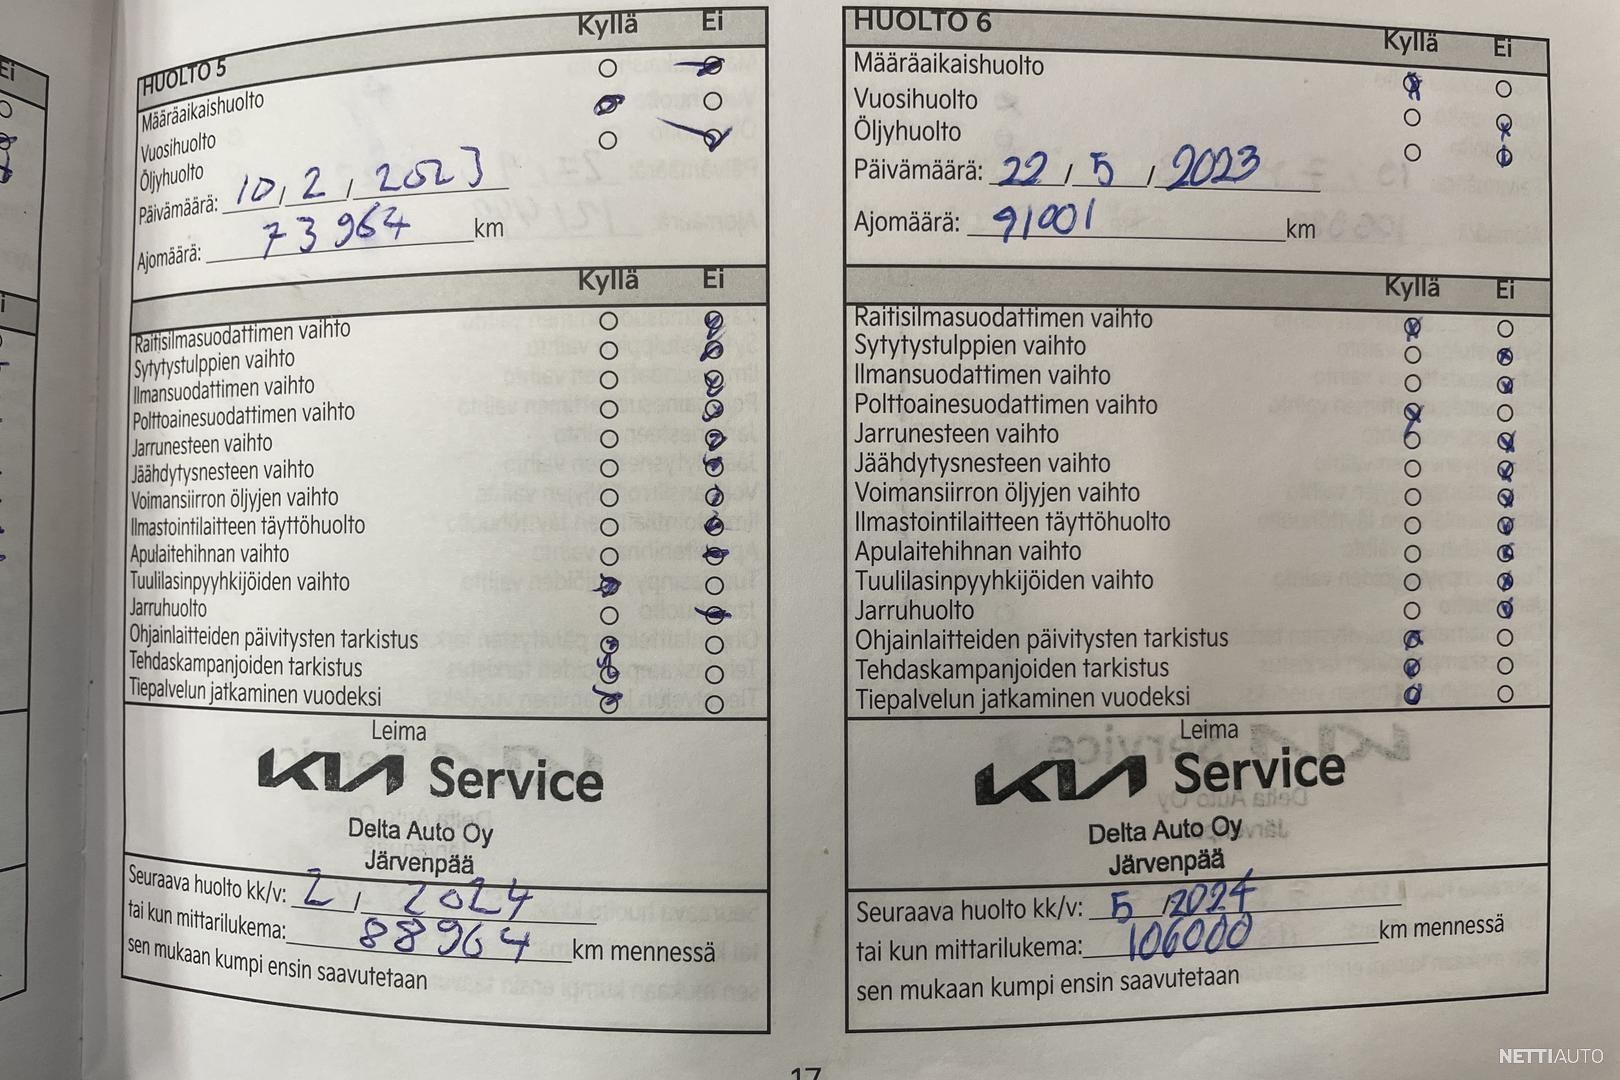 Kyllä Ei
HUOLTO 5
Määräaikaishuolto
Vuosihuolto
Öljyhuolto
Päivämäärä: 10 / 2 / 2023
Ajomäärä: 73964 km
Kyllä Ei
Raitisilmasuodattimen vaihto
Sytytystulppien vaihto
Ilmansuodattimen vaihto
Polttoainesuodattimen vaihto
Jarrunesteen vaihto
Jäähdytysnesteen vaihto
Voimansiirron öljyjen vaihto
Ilmastointilaitteen täyttöhuolto
Apulaitehihnan vaihto
Tuulilasinpyyhkijöiden vaihto
Jarruhuolto
Ohjainlaitteiden päivitysten tarkistus
Tehdaskampanjoiden tarkistus
Tiepalvelun jatkaminen vuodeksi
Leima
KIA Service
Delta Auto Oy
Järvenpää
Seuraava huolto kk/v: 2 / 2024
tai kun mittarilukema: 88964 km mennessä
sen mukaan kumpi ensin saavutetaan
HUOLTO 6
Kyllä Ei
Määräaikaishuolto
Vuosihuolto
Öljyhuolto
Päivämäärä: 22 / 5 / 2023
Ajomäärä: 91001 km
Kyllä Ei
Raitisilmasuodattimen vaihto
Sytytystulppien vaihto
Ilmansuodattimen vaihto
Polttoainesuodattimen vaihto
Jarrunesteen vaihto
Jäähdytysnesteen vaihto
Voimansiirron öljyjen vaihto
Ilmastointilaitteen täyttöhuolto
Apulaitehihnan vaihto
Tuulilasinpyyhkijöiden vaihto
Jarruhuolto
Ohjainlaitteiden päivitysten tarkistus
Tehdaskampanjoiden tarkistus
Tiepalvelun jatkaminen vuodeksi
Leima
KIA Service
Delta Auto Oy
Järvenpää
Seuraava huolto kk/v: 5 / 2024
tai kun mittarilukema: 106000 km mennessä
sen mukaan kumpi ensin saavutetaan
17
NETTIAUTO